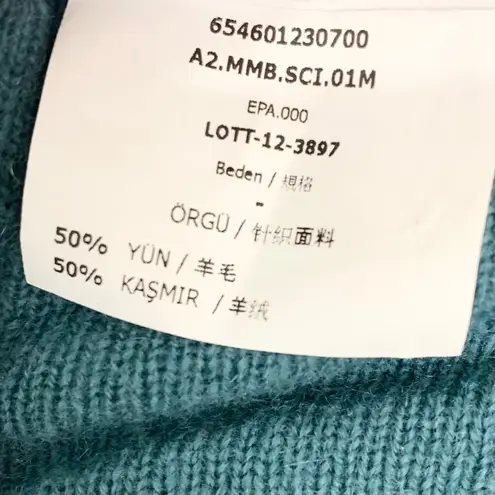 654601230700
A2.MMB.SCI.01M
EPA.000
LOTT-12-3897
Beden / 規格
-
ÖRGÜ / 针织面料
50% YÜN / 羊毛
50% KAŞMIR / 羊绒